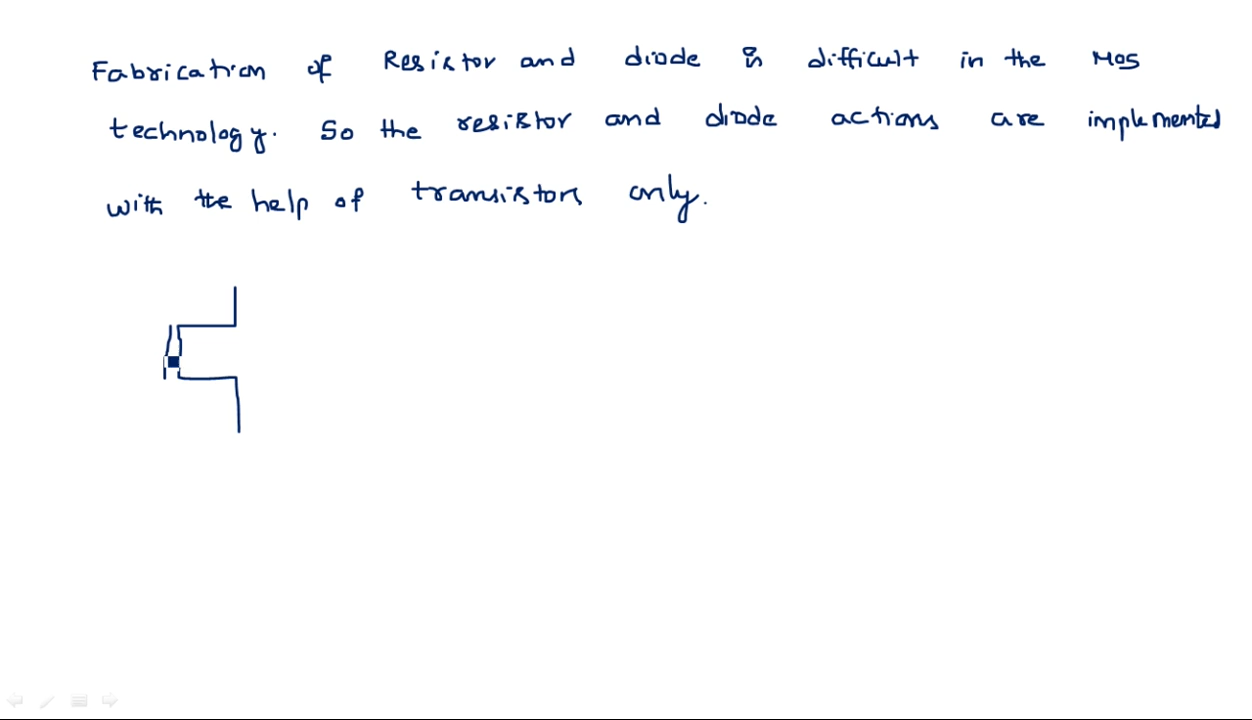 Fabrication of Resistor and diode is difficult in the MOS
technology. So the resistor and diode actions are implemented
with the help of transistors only.